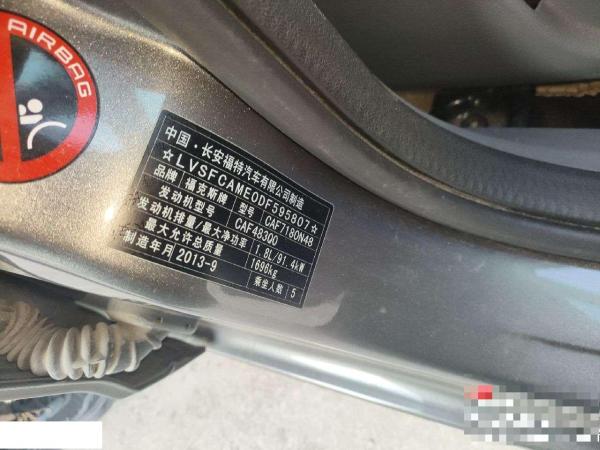 AIRBAG
中国·长安福特汽车有限公司制造
☆LVSFCAME0DF595807☆
品牌 福克斯牌 型号 CAF7180N48
发动机型号 CAF483Q0
发动机排量/最大净功率 1.8L/91.4kW
最大允许总质量 1698kg
制造年月 2013-9 乘坐人数 5